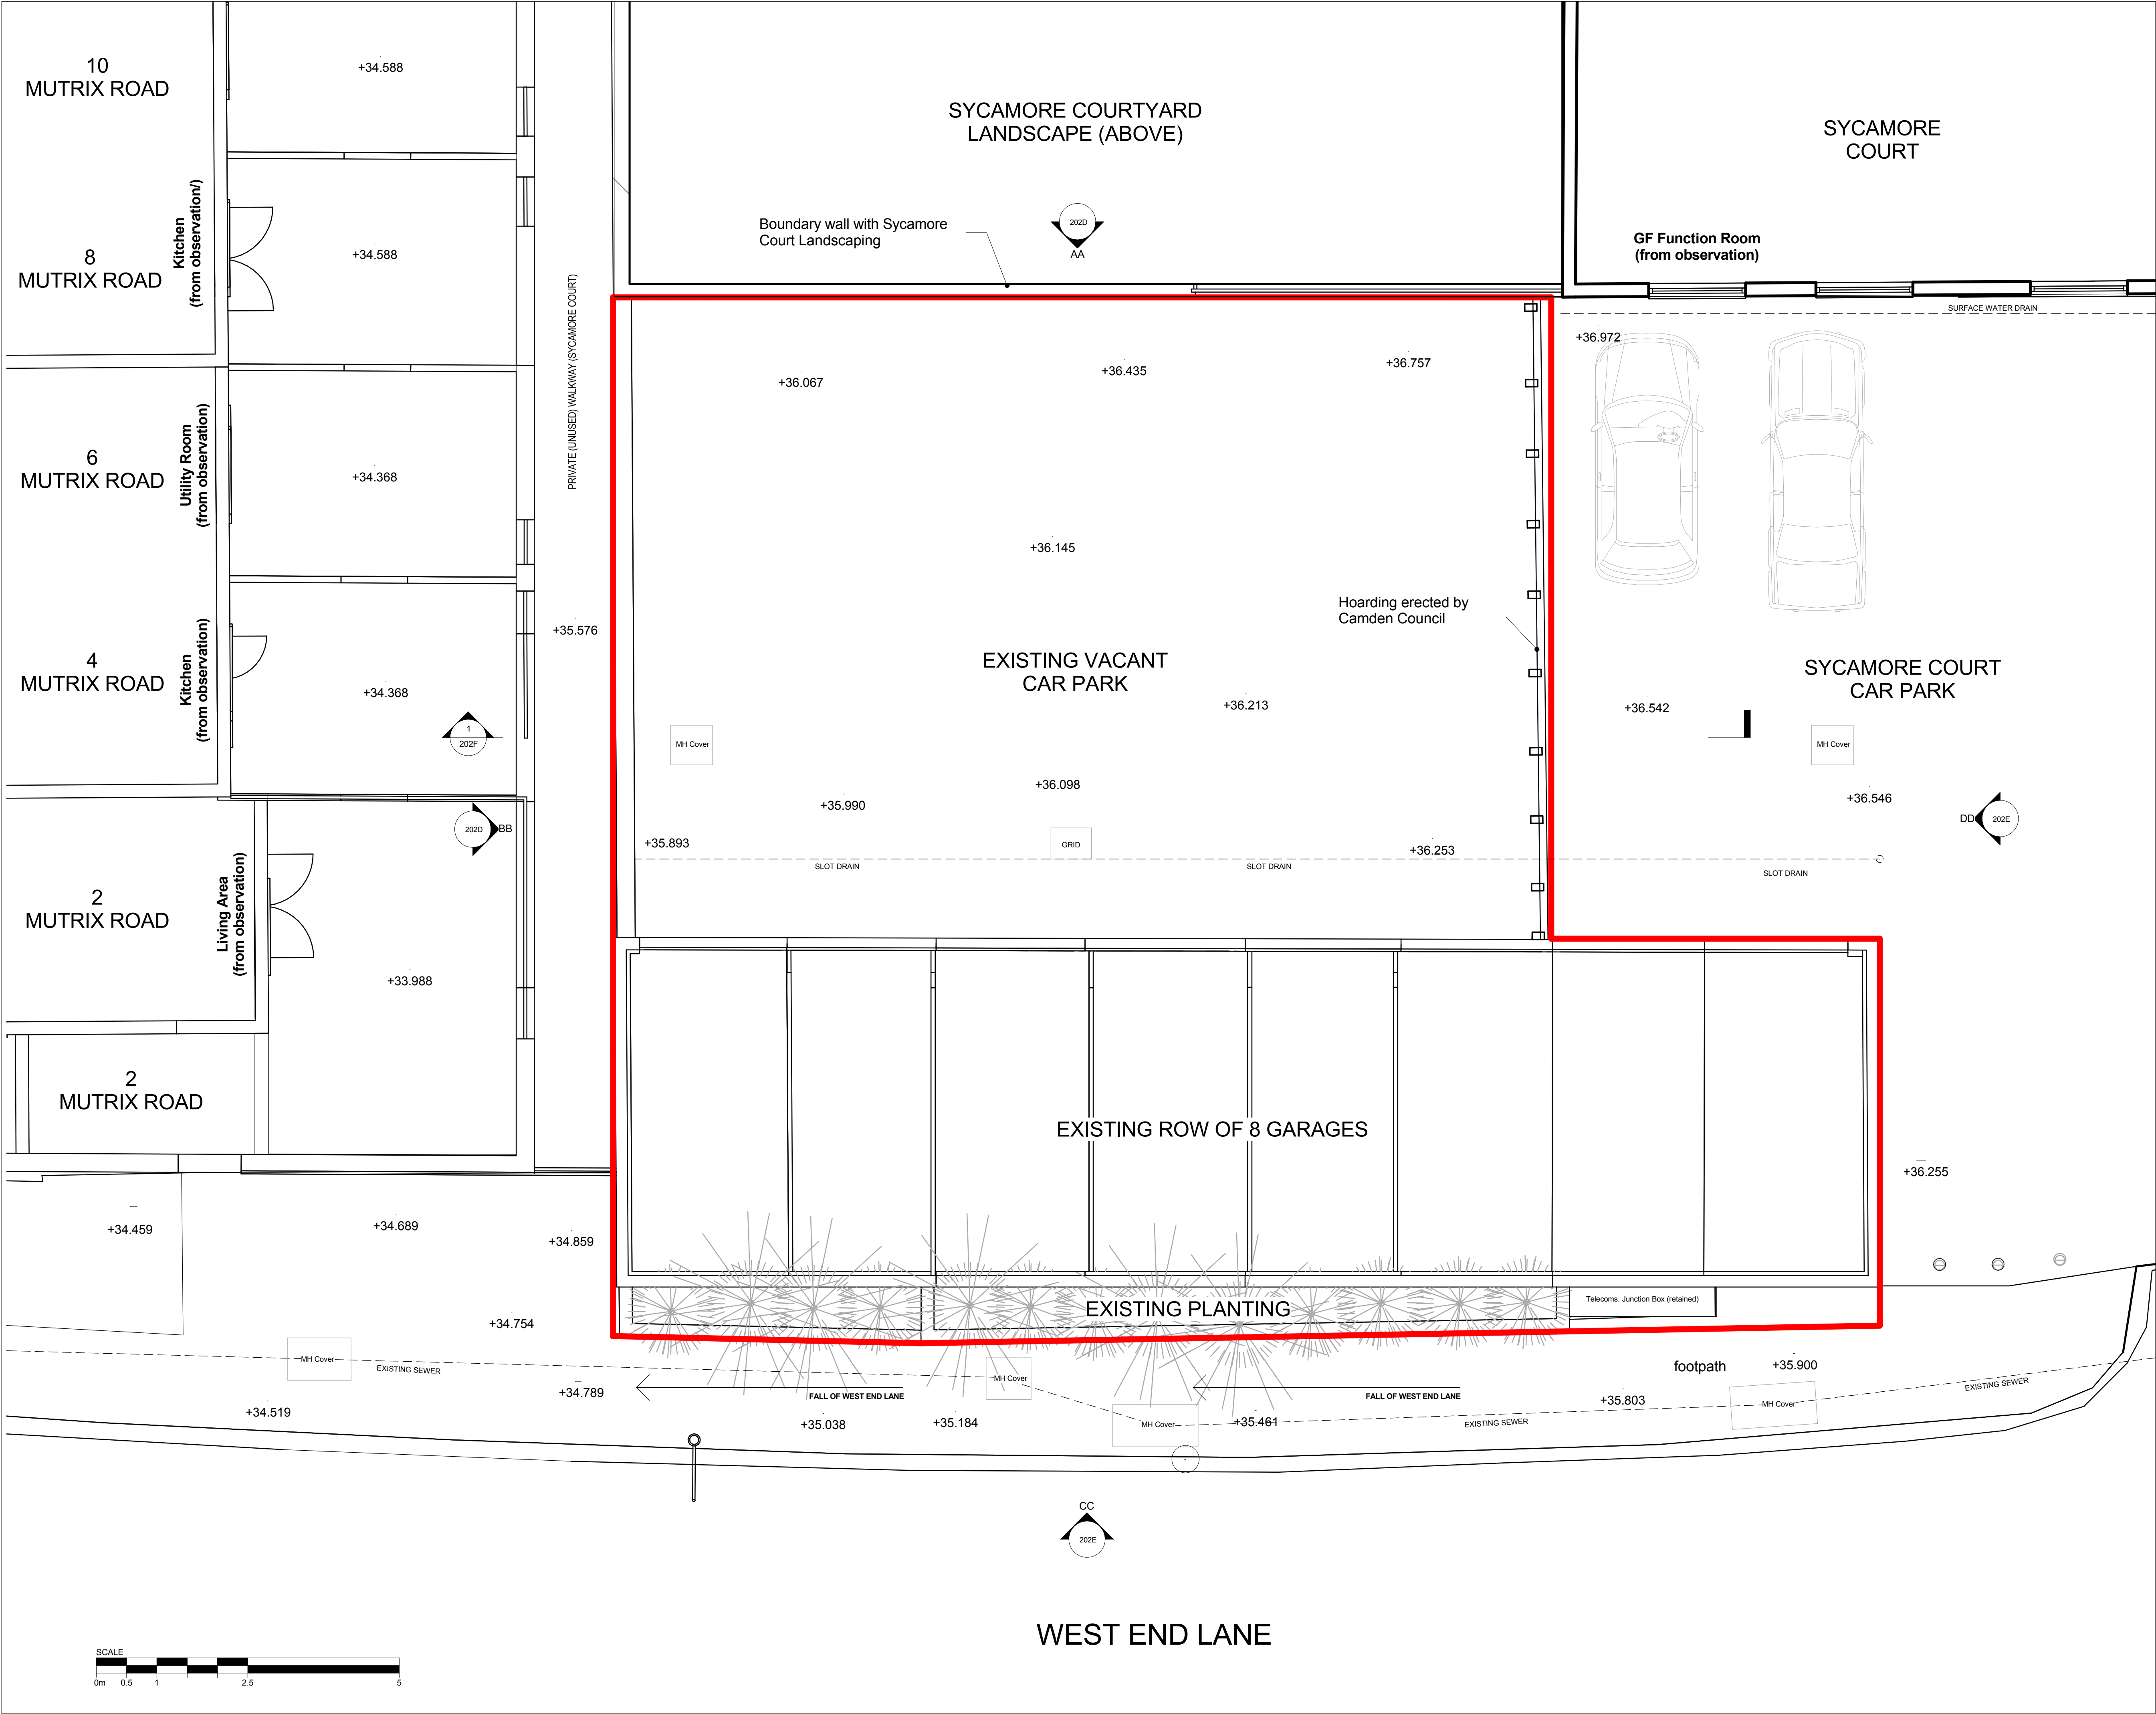 10
MUTRIX ROAD
+34.588
SYCAMORE COURTYARD
LANDSCAPE (ABOVE)
SYCAMORE
COURT
8
MUTRIX ROAD
Kitchen
(from observation/)
+34.588
Boundary wall with Sycamore
Court Landscaping
202D
AA
GF Function Room
(from observation)
PRIVATE (UNUSED) WALKWAY (SYCAMORE COURT)
SURFACE WATER DRAIN
+36.972
+36.067
+36.435
+36.757
6
MUTRIX ROAD
Utility Room
(from observation)
+34.368
+36.145
Hoarding erected by
Camden Council
+35.576
4
MUTRIX ROAD
Kitchen
(from observation)
+34.368
EXISTING VACANT
CAR PARK
SYCAMORE COURT
CAR PARK
+36.213
+36.542
1
202F
MH Cover
MH Cover
+36.098
+35.990
+36.546
202D
BB
DD
202E
+35.893
GRID
+36.253
SLOT DRAIN
SLOT DRAIN
SLOT DRAIN
2
MUTRIX ROAD
Living Area
(from observation)
+33.988
2
MUTRIX ROAD
EXISTING ROW OF 8 GARAGES
+36.255
+34.459
+34.689
+34.859
EXISTING PLANTING
Telecoms. Junction Box (retained)
+34.754
MH Cover
EXISTING SEWER
MH Cover
footpath
+35.900
+34.789
FALL OF WEST END LANE
FALL OF WEST END LANE
EXISTING SEWER
+34.519
+35.038
+35.184
MH Cover
+35.461
EXISTING SEWER
+35.803
MH Cover
CC
202E
WEST END LANE
SCALE
0m 0.5 1 2.5 5